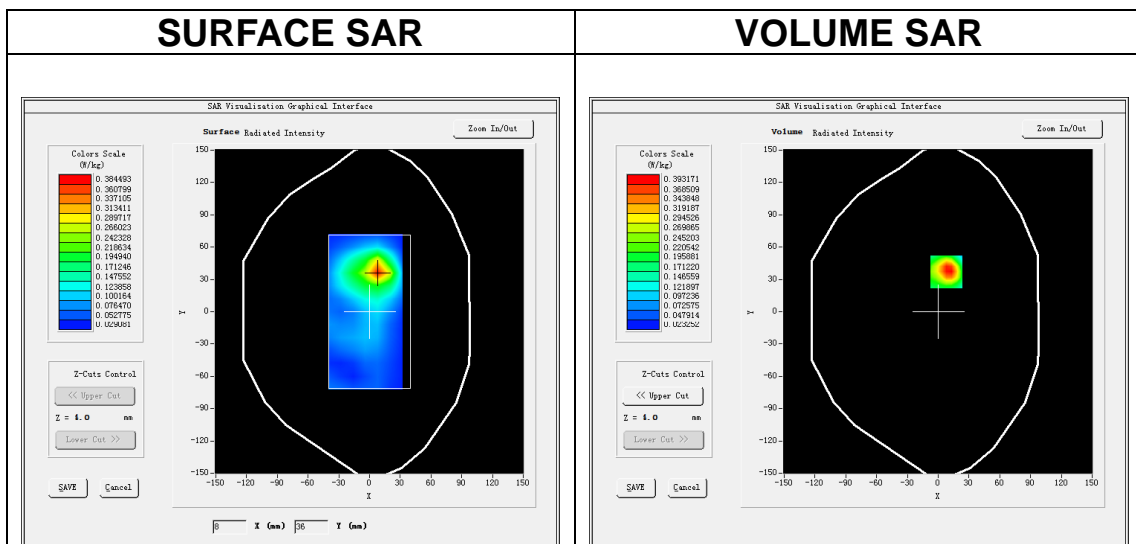 SURFACE SAR
VOLUME SAR
SAR Visualisation Graphical Interface
Surface Radiated Intensity
Zoom In/Out
Colors Scale
(W/kg)
0.384493
0.360799
0.337105
0.313411
0.289717
0.266023
0.242328
0.218634
0.194940
0.171246
0.147552
0.123858
0.100164
0.076470
0.052775
0.029081
Z-Cuts Control
<< Upper Cut
Z = 4.0 mm
Lower Cut >>
SAVE
Cancel
150
120
90
60
30
0
-30
-60
-90
-120
-150
Y
-150 -120 -90 -60 -30 0 30 60 90 120 150
X
8 X (mm) 36 Y (mm)
SAR Visualisation Graphical Interface
Volume Radiated Intensity
Zoom In/Out
Colors Scale
(W/kg)
0.393171
0.368509
0.343848
0.319187
0.294526
0.269865
0.245203
0.220542
0.195881
0.171220
0.146559
0.121897
0.097236
0.072575
0.047914
0.023252
Z-Cuts Control
<< Upper Cut
Z = 4.0 mm
Lower Cut >>
SAVE
Cancel
150
120
90
60
30
0
-30
-60
-90
-120
-150
Y
-150 -120 -90 -60 -30 0 30 60 90 120 150
X